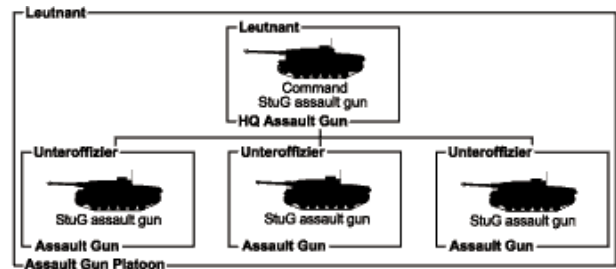 Leutnant
Leutnant
Command
StuG assault gun
HQ Assault Gun
Unteroffizier Unteroffizier Unteroffizier
StuG assault gun StuG assault gun StuG assault gun
Assault Gun Assault Gun Assault Gun
Assault Gun Platoon